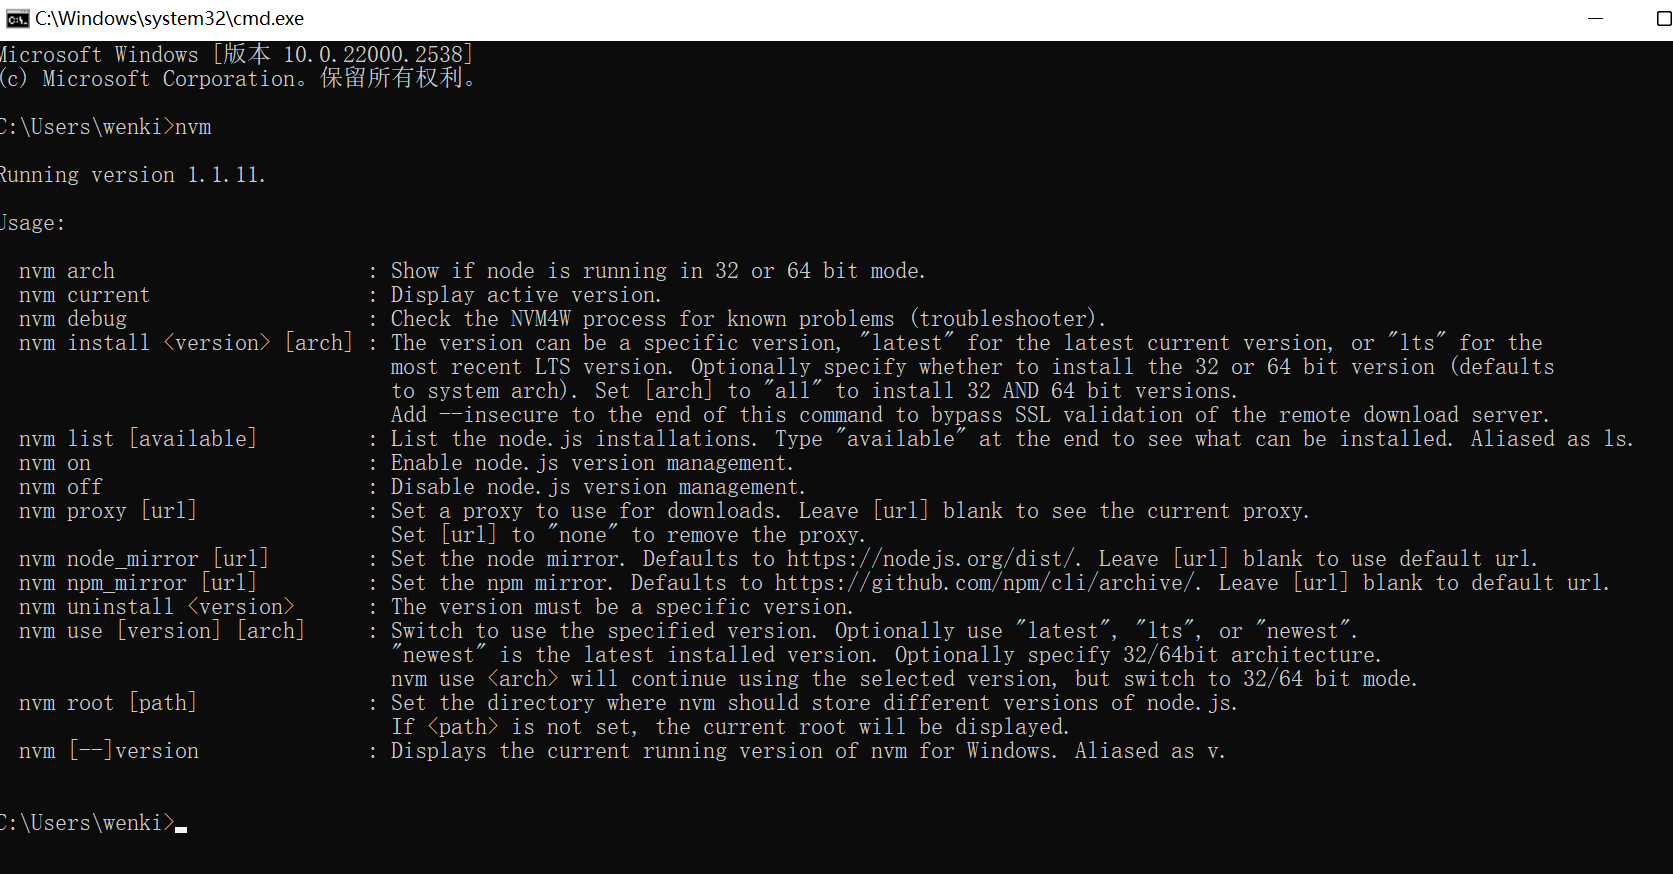 C:\Windows\system32\cmd.exe
Microsoft Windows [版本 10.0.22000.2538]
(c) Microsoft Corporation。保留所有权利。
C:\Users\wenki>nvm
Running version 1.1.11.
Usage:
nvm arch : Show if node is running in 32 or 64 bit mode.
nvm current : Display active version.
nvm debug : Check the NVM4W process for known problems (troubleshooter).
nvm install <version> [arch] : The version can be a specific version, "latest" for the latest current version, or "lts" for the
most recent LTS version. Optionally specify whether to install the 32 or 64 bit version (defaults
to system arch). Set [arch] to "all" to install 32 AND 64 bit versions.
Add --insecure to the end of this command to bypass SSL validation of the remote download server.
nvm list [available] : List the node.js installations. Type "available" at the end to see what can be installed. Aliased as ls.
nvm on : Enable node.js version management.
nvm off : Disable node.js version management.
nvm proxy [url] : Set a proxy to use for downloads. Leave [url] blank to see the current proxy.
Set [url] to "none" to remove the proxy.
nvm node_mirror [url] : Set the node mirror. Defaults to https://nodejs.org/dist/. Leave [url] blank to use default url.
nvm npm_mirror [url] : Set the npm mirror. Defaults to https://github.com/npm/cli/archive/. Leave [url] blank to default url.
nvm uninstall <version> : The version must be a specific version.
nvm use [version] [arch] : Switch to use the specified version. Optionally use "latest", "lts", or "newest".
"newest" is the latest installed version. Optionally specify 32/64bit architecture.
nvm use <arch> will continue using the selected version, but switch to 32/64 bit mode.
nvm root [path] : Set the directory where nvm should store different versions of node.js.
If <path> is not set, the current root will be displayed.
nvm [--]version : Displays the current running version of nvm for Windows. Aliased as v.
C:\Users\wenki>